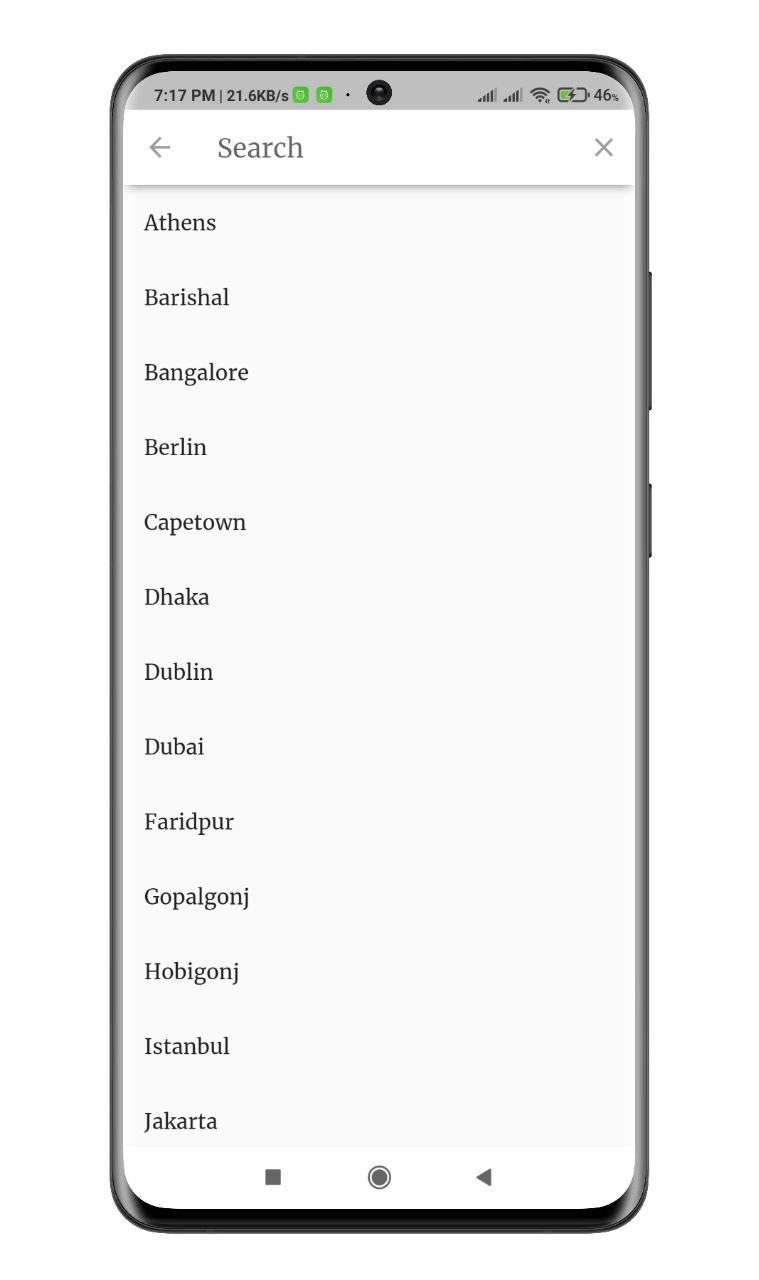 7:17 PM | 21.6KB/s 46%
Search
Athens
Barishal
Bangalore
Berlin
Capetown
Dhaka
Dublin
Dubai
Faridpur
Gopalgonj
Hobigonj
Istanbul
Jakarta